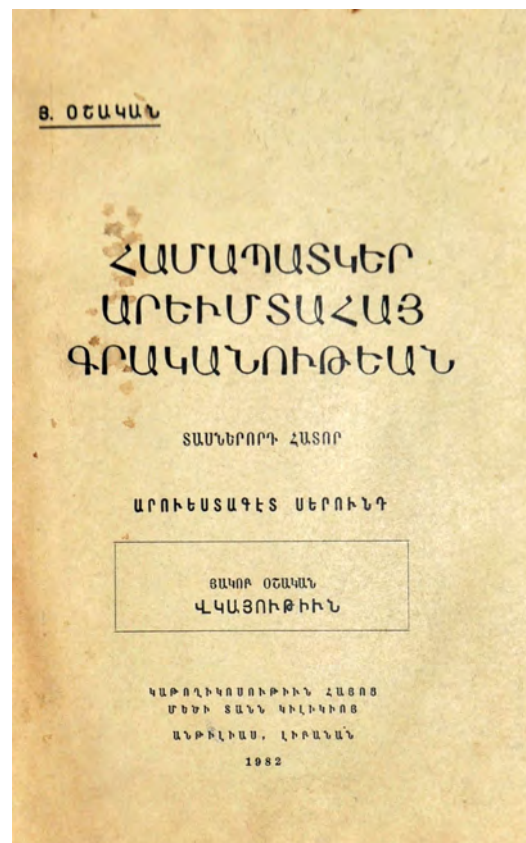 Յ. ՕՇԱԿԱՆ
ՀԱՄԱՊԱՏԿԵՐ
ԱՐԵՒՄՏԱՀԱՅ
ԳՐԱԿԱՆՈՒԹԵԱՆ
ՏԱՍՆԵՐՈՐԴ ՀԱՏՈՐ
ԱՐՈՒԵՍՏԱԳԷՏ ՍԵՐՈՒՆԴ
ՅԱԿՈԲ ՕՇԱԿԱՆ
ՎԿԱՅՈՒԹԻՒՆ
ԿԱԹՈՂԻԿՈՍՈՒԹԻՒՆ ՀԱՅՈՑ
ՄԵԾԻ ՏԱՆՆ ԿԻԼԻԿԻՈՅ
ԱՆԹԻԼԻԱՍ, ԼԻԲԱՆԱՆ
1982